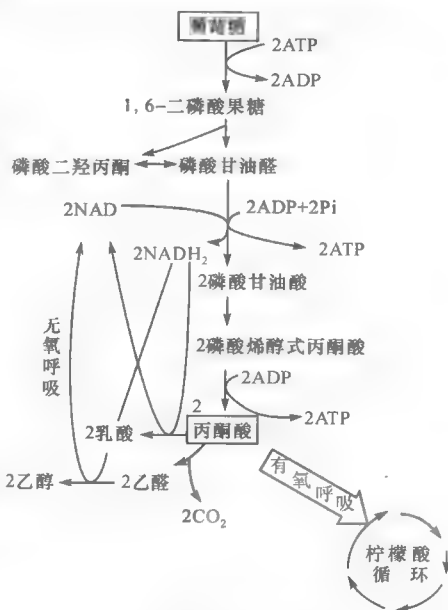 2ATP
2ADP
1,6-二磷酸果糖
磷酸二羟丙酮
磷酸甘油醛
2NAD
2ADP+2Pi
2ATP
2NADH₂
2磷酸甘油酸
无氧呼吸
2磷酸烯醇式丙酮酸
2ADP
2ATP
2
2乳酸
丙酮酸
有氧呼吸
2乙醇
2乙醛
2CO₂
柠檬酸
循环